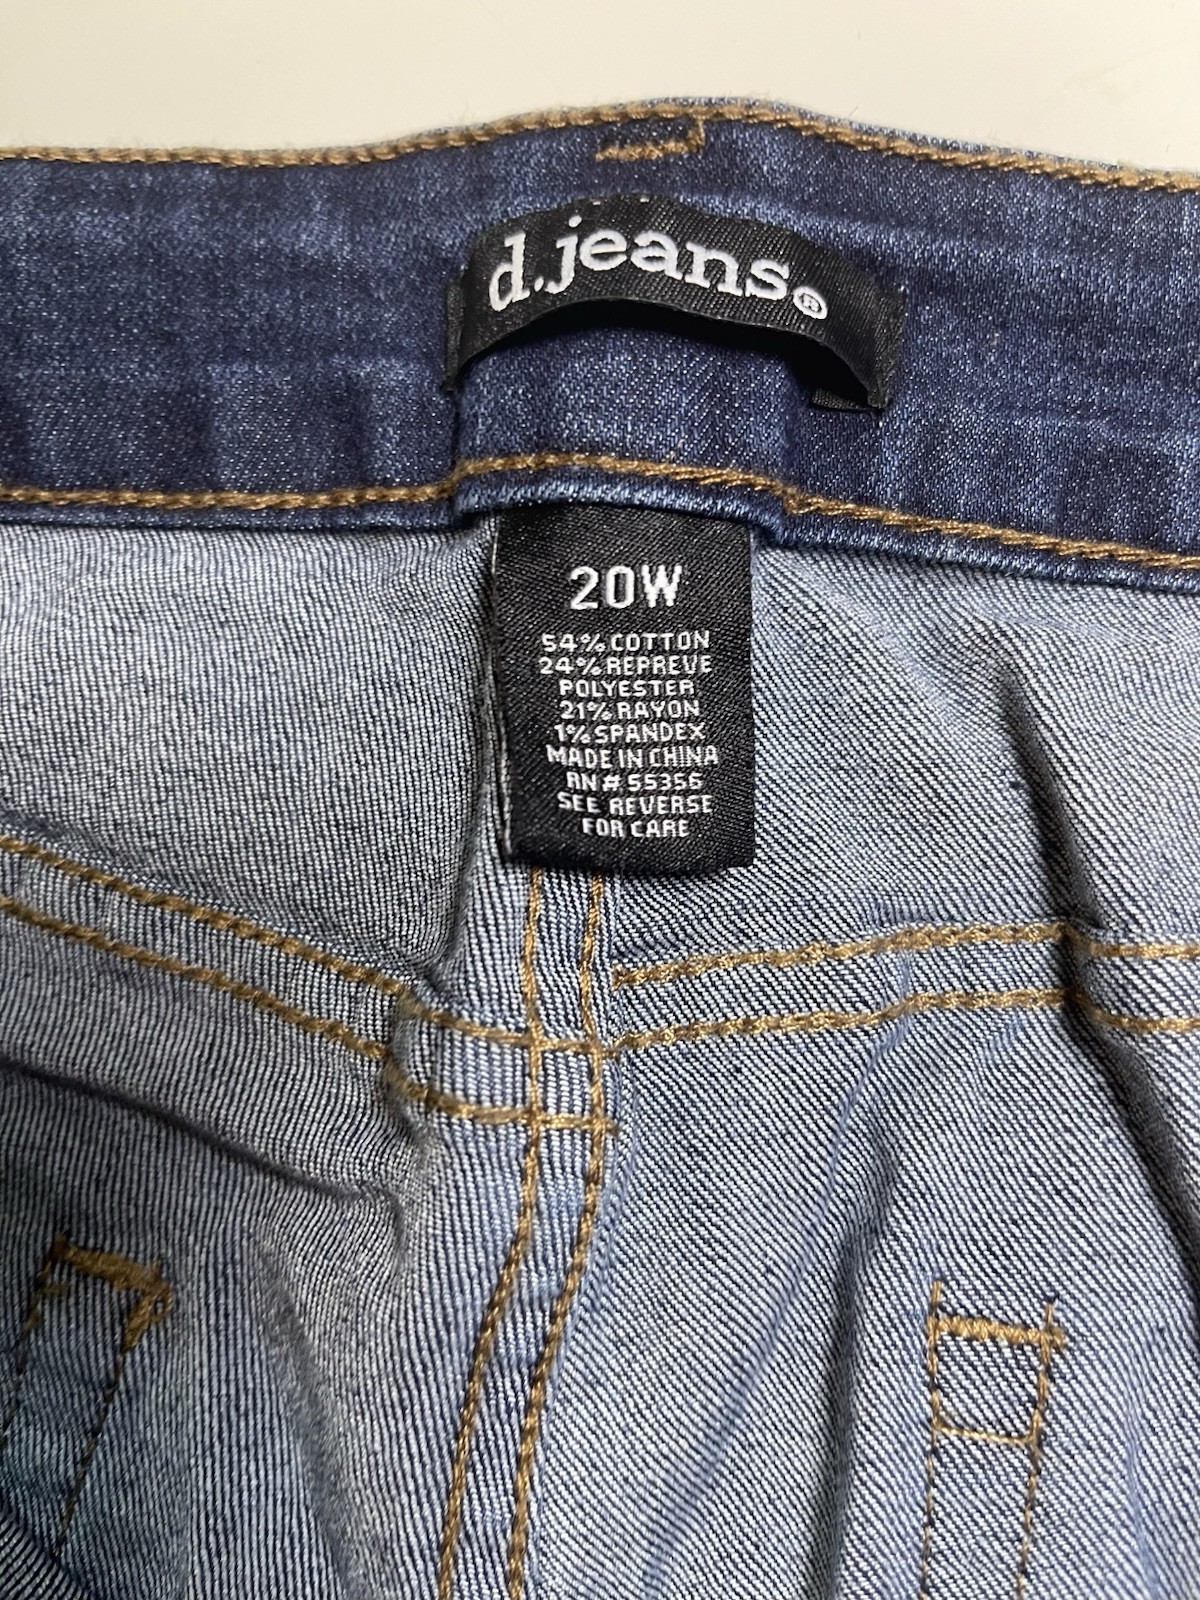 d.jeans®
20W
54% COTTON
24% REPREVE
POLYESTER
21% RAYON
1% SPANDEX
MADE IN CHINA
RN # 55356
SEE REVERSE
FOR CARE